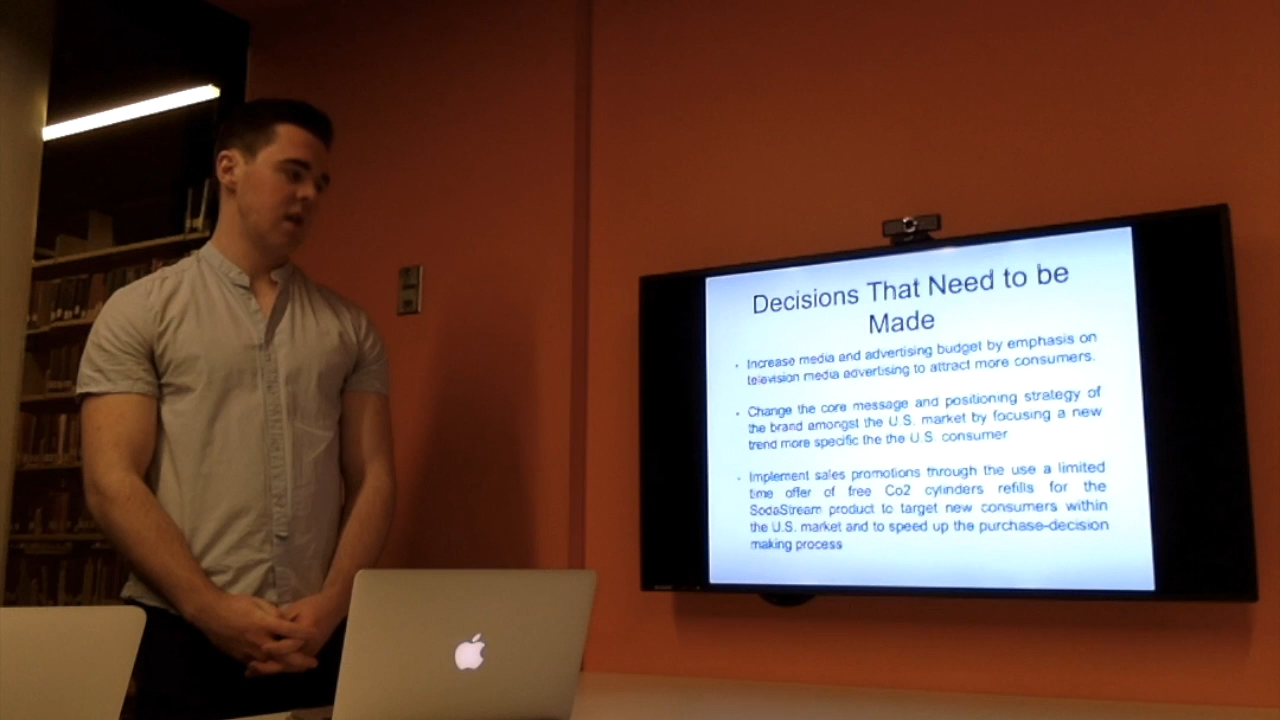 Decisions That Need to be
Made
• Increase media and advertising budget by emphasis on
television media advertising to attract more consumers.
• Change the core message and positioning strategy of
the brand amongst the U.S. market by focusing a new
trend more specific the the U.S. consumer
• Implement sales promotions through the use a limited
time offer of free Co2 cylinders refills for the
SodaStream product to target new consumers within
the U.S. market and to speed up the purchase-decision
making process